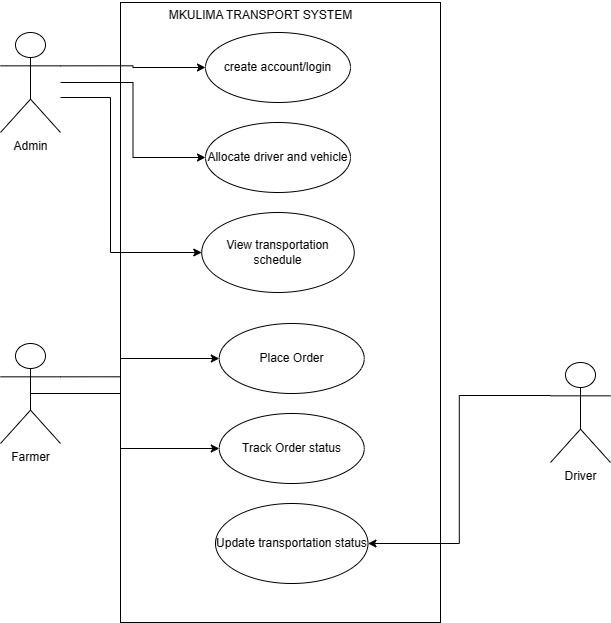 MKULIMA TRANSPORT SYSTEM
create account/login
Admin
Allocate driver and vehicle
View transportation
schedule
Place Order
Farmer
Track Order status
Driver
Update transportation status